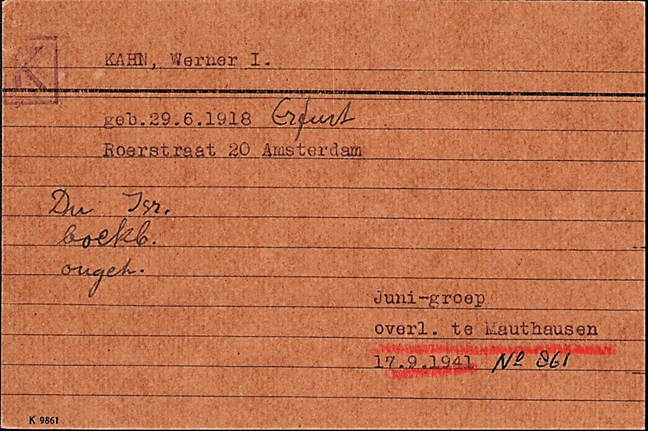 K
KAHN, Werner I.
geb.29.6.1918 Erfurt
Roerstraat 20 Amsterdam
Du Isr.
boekb.
ongeh.
Juni-groep
overl. te Mauthausen
17.9.1941 No 861
K 9861